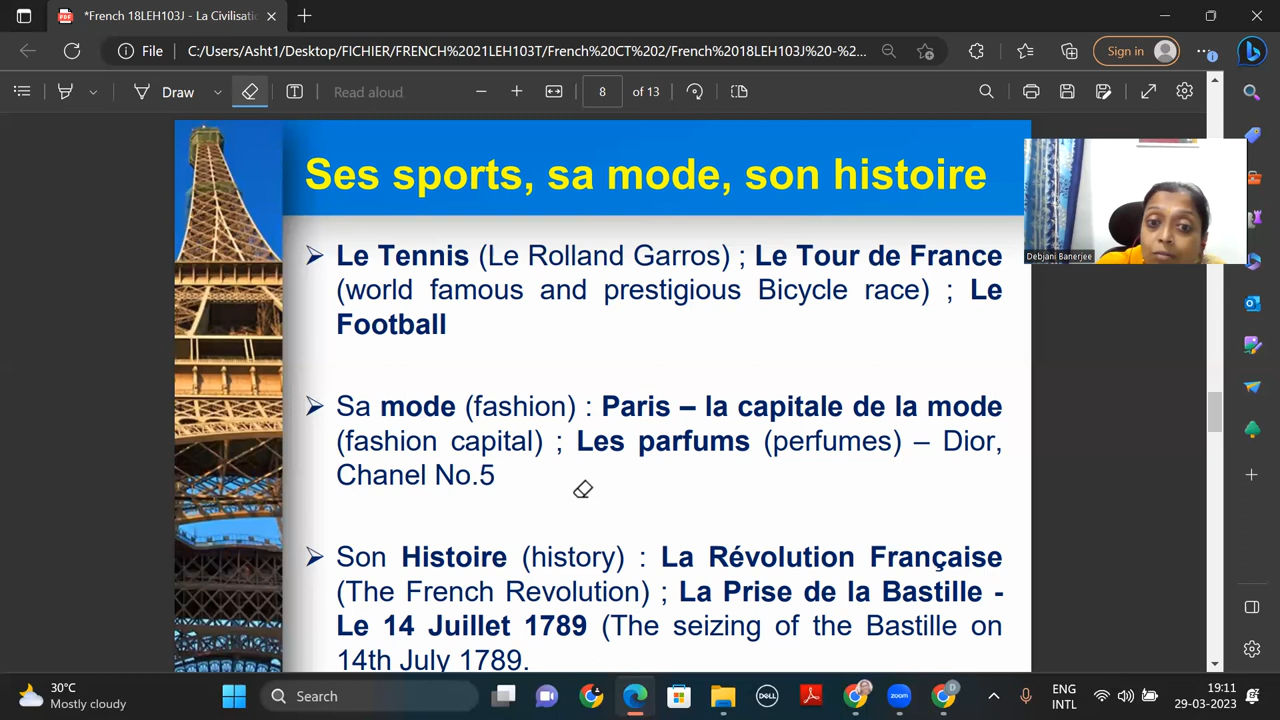 *French 18LEH103J - La Civilisatio
File
C:/Users/Asht1/Desktop/FICHIER/FRENCH%2021LEH103T/French%20CT%202/French%2018LEH103J%20-%2...
Sign in
Draw
Read aloud
8
of 13
Ses sports, sa mode, son histoire
Le Tennis (Le Rolland Garros) ; Le Tour de France
(world famous and prestigious Bicycle race) ; Le
Football
Debjani Banerjee
Sa mode (fashion) : Paris – la capitale de la mode
(fashion capital) ; Les parfums (perfumes) – Dior,
Chanel No.5
Son Histoire (history) : La Révolution Française
(The French Revolution) ; La Prise de la Bastille -
Le 14 Juillet 1789 (The seizing of the Bastille on
14th July 1789.
30°C
Mostly cloudy
Search
DELL
zoom
D
ENG
INTL
19:11
29-03-2023